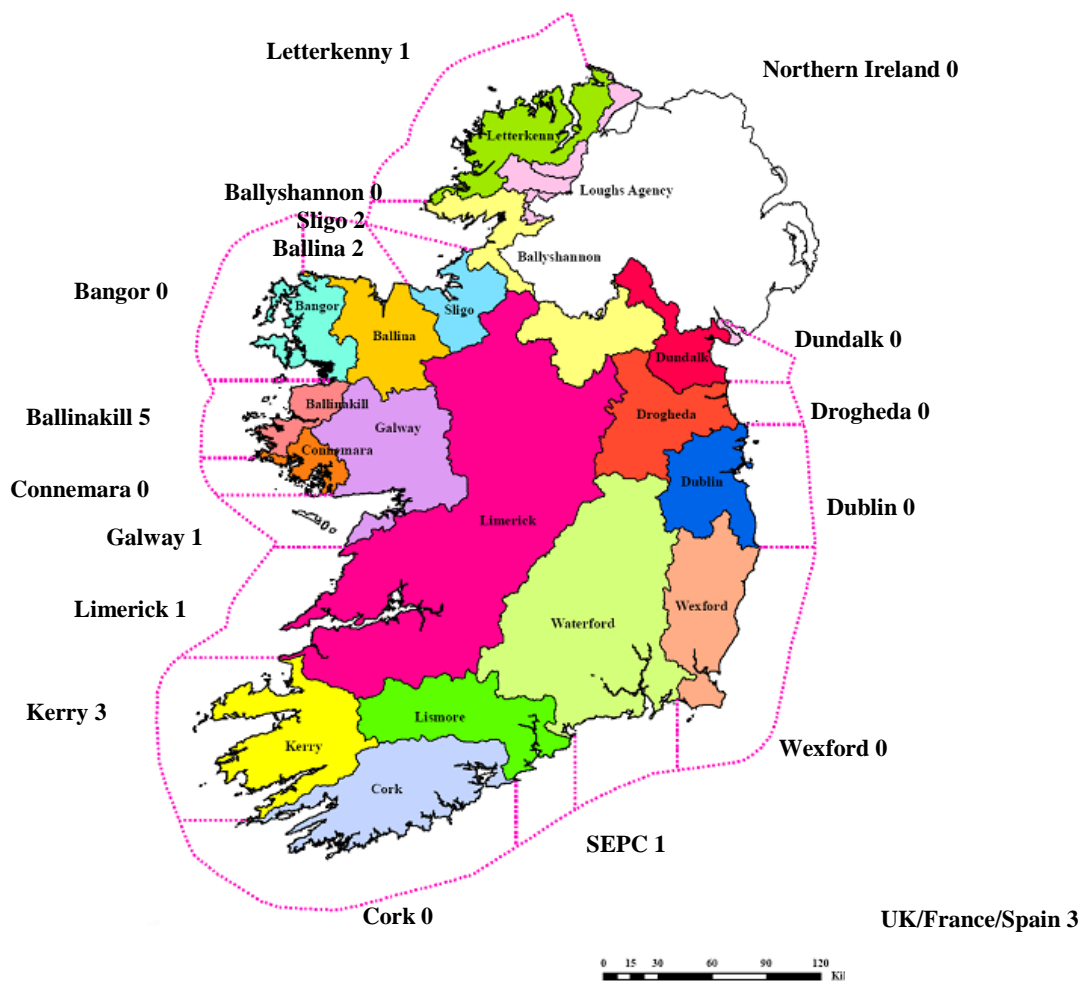 Letterkenny 1
Northern Ireland 0
Letterkenny
Loughs Agency
Ballyshannon 0
Sligo 2
Ballina 2
Ballyshannon
Bangor 0
Bangor
Sligo
Ballina
Dundalk 0
Dundalk
Ballinakill 5
Ballinakill
Drogheda 0
Drogheda
Galway
Connemara
Connemara 0
Dublin
Dublin 0
Galway 1
Limerick
Limerick 1
Wexford
Waterford
Kerry 3
Lismore
Kerry
Wexford 0
Cork
SEPC 1
Cork 0
UK/France/Spain 3
0 15 30 60 90 120
Kil